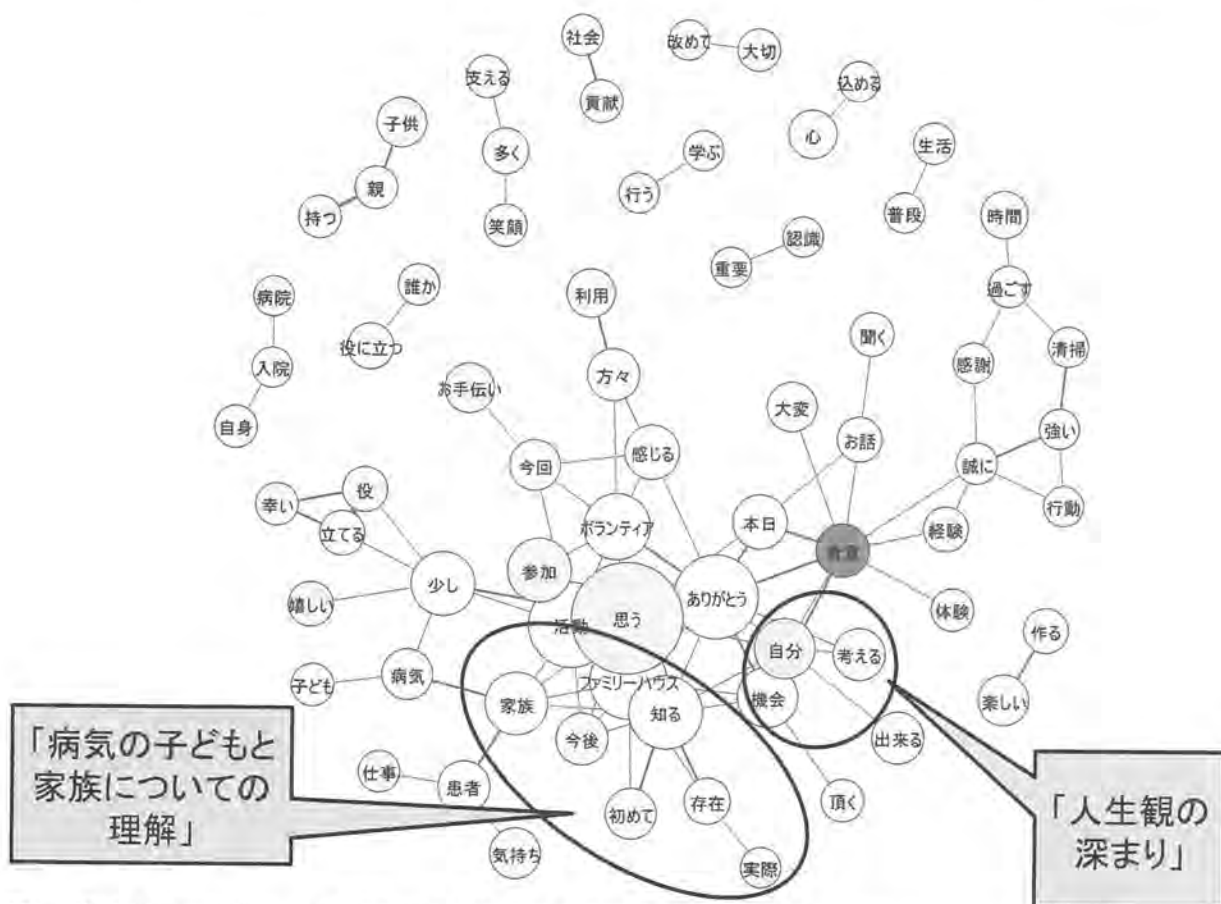 社会
改めて
大切
支える
貢献
込める
子供
心
多く
学ぶ
生活
親
行う
持つ
笑顔
普段
時間
認識
重要
誰か
病院
利用
過ごす
役に立つ
聞く
清掃
感謝
入院
方々
お手伝い
大変
自身
お話
強い
感じる
今回
誠に
役
幸い
行動
立てる
ボランティア
本日
経験
参加
少し
ありがとう
嬉しい
体験
思う
活動
作る
自分
考える
病気
子ども
ファミリーハウス
家族
機会
楽しい
知る
今後
出来る
仕事
患者
存在
頂く
初めて
気持ち
実際
「病気の子どもと
家族についての
理解」
「人生観の
深まり」